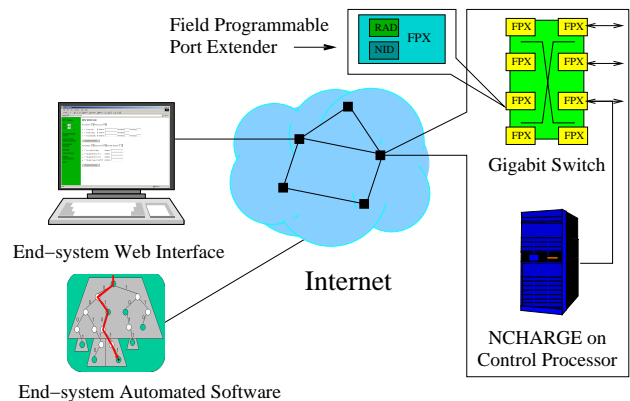 Field Programmable
Port Extender
RAD
FPX
NID
FPX FPX
FPX FPX
FPX FPX
FPX FPX
Gigabit Switch
End−system Web Interface
Internet
NCHARGE on
Control Processor
End−system Automated Software